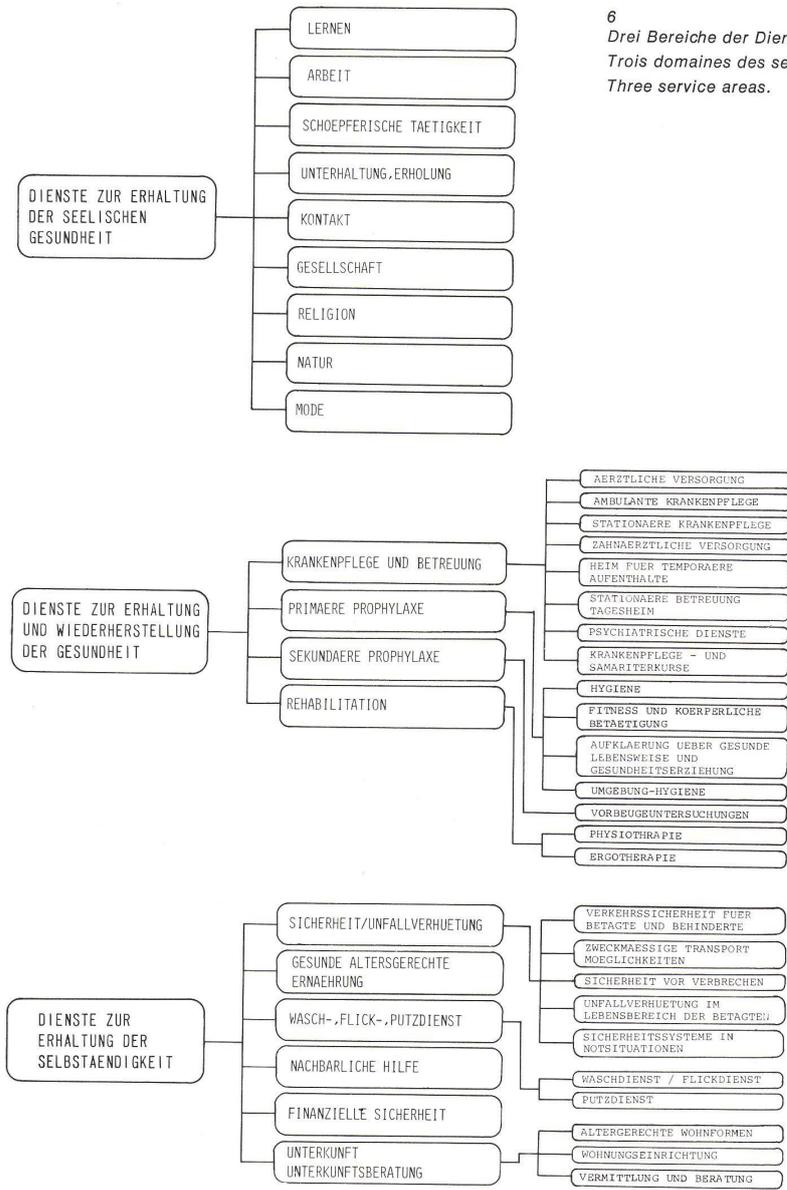 6
Drei Bereiche der
Trois domaines des
Three service areas.
DIENSTE ZUR ERHALTUNG
DER SEELISCHEN
GESUNDHEIT
LERNEN
ARBEIT
SCHOEPFERISCHE TAETIGKEIT
UNTERHALTUNG,ERHOLUNG
KONTAKT
GESELLSCHAFT
RELIGION
NATUR
MODE
DIENSTE ZUR ERHALTUNG
UND WIEDERHERSTELLUNG
DER GESUNDHEIT
KRANKENPFLEGE UND BETREUUNG
PRIMAERE PROPHYLAXE
SEKUNDAERE PROPHYLAXE
REHABILITATION
AERZTLICHE VERSORGUNG
AMBULANTE KRANKENPFLEGE
STATIONAERE KRANKENPFLEGE
ZAHNAERZTLICHE VERSORGUNG
HEIM FUER TEMPORAERE
AUFENTHALTE
STATIONAERE BETREUUNG
TAGESHEIM
PSYCHIATRISCHE DIENSTE
KRANKENPFLEGE - UND
SAMARITERKURSE
HYGIENE
FITNESS UND KOERPERLICHE
BETAETIGUNG
AUFKLAERUNG UEBER GESUNDE
LEBENSWEISE UND
GESUNDHEITSERZIEHUNG
UMGEBUNG-HYGIENE
VORBEUGEUNTERSUCHUNGEN
PHYSIOTHRAPIE
ERGOTHERAPIE
DIENSTE ZUR
ERHALTUNG DER
SELBSTAENDIGKEIT
SICHERHEIT/UNFALLVERHUETUNG
GESUNDE ALTERSGERECHTE
ERNAEHRUNG
WASCH-,FLICK-,PUTZDIENST
NACHBARLICHE HILFE
FINANZIELLE SICHERHEIT
UNTERKUNFT
UNTERKUNFTSBERATUNG
VERKEHRSSICHERHEIT FUER
BETAGTE UND BEHINDERTE
ZWECKMAESSIGE TRANSPORT
MOEGLICHKEITEN
SICHERHEIT VOR VERBRECHEN
UNFALLVERHUETUNG IM
LEBENSBEREICH DER BETAGTEN
SICHERHEITSSYSTEME IN
NOTSITUATIONEN
WASCHDIENST / FLICKDIENST
PUTZDIENST
ALTERGERECHTE WOHNFORMEN
WOHNUNGSEINRICHTUNG
VERMITTLUNG UND BERATUNG